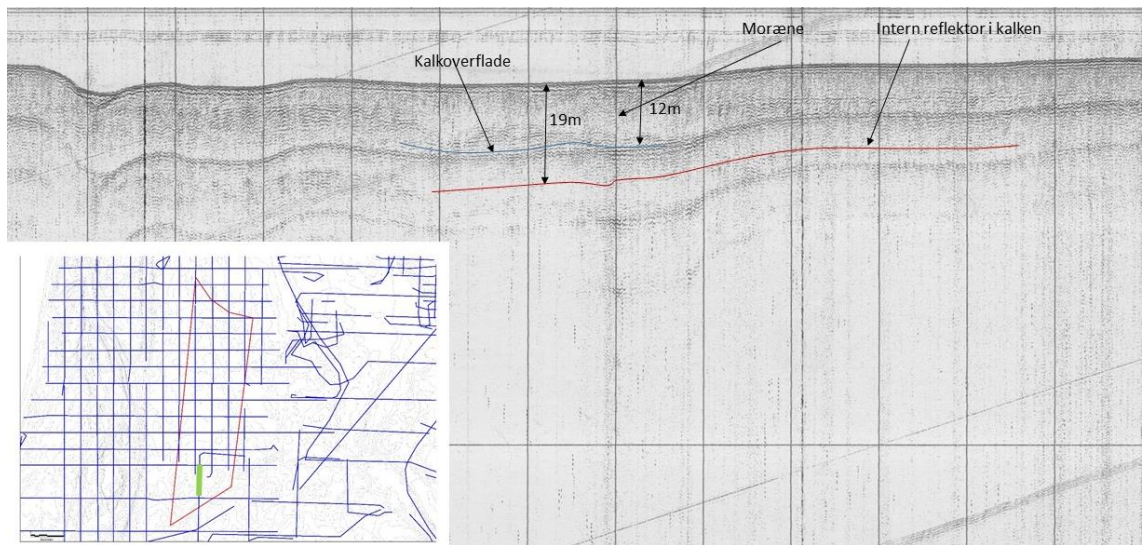 Moræne
Intern reflektor i kalken
Kalkoverflade
19m
12m